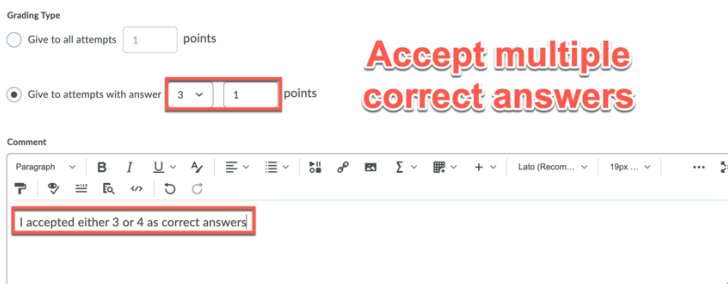 Grading Type
Give to all attempts 1 points
Accept multiple
correct answers
Give to attempts with answer 3 1 points
Comment
Paragraph B I U A Σ + Lato (Recom... 19px ... ...
</> 
I accepted either 3 or 4 as correct answers